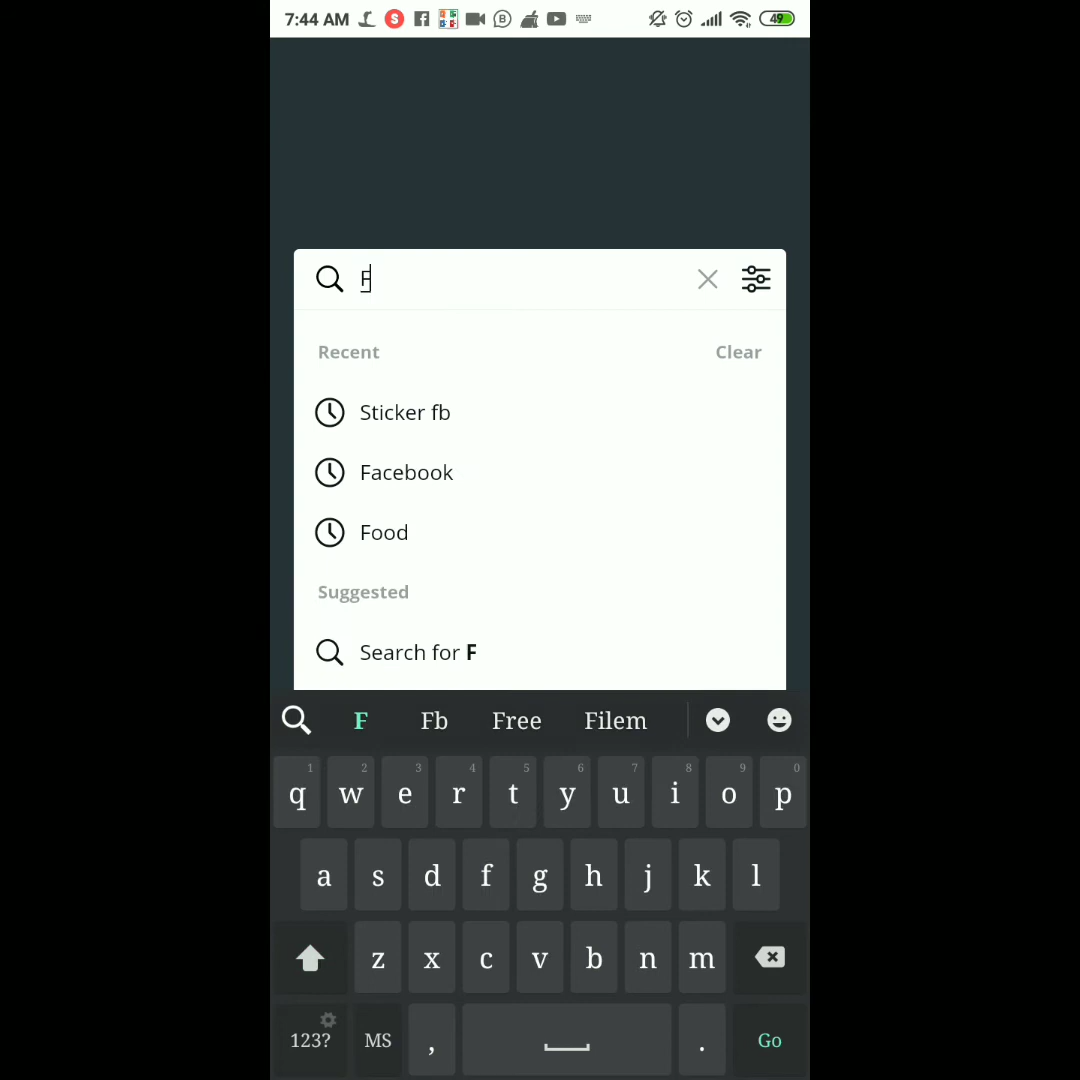 7:44 AM 49
F
Recent Clear
Sticker fb
Facebook
Food
Suggested
Search for F
F Fb Free Filem
1 2 3 4 5 6 7 8 9 0
q w e r t y u i o p
a s d f g h j k l
z x c v b n m
123? MS , . Go